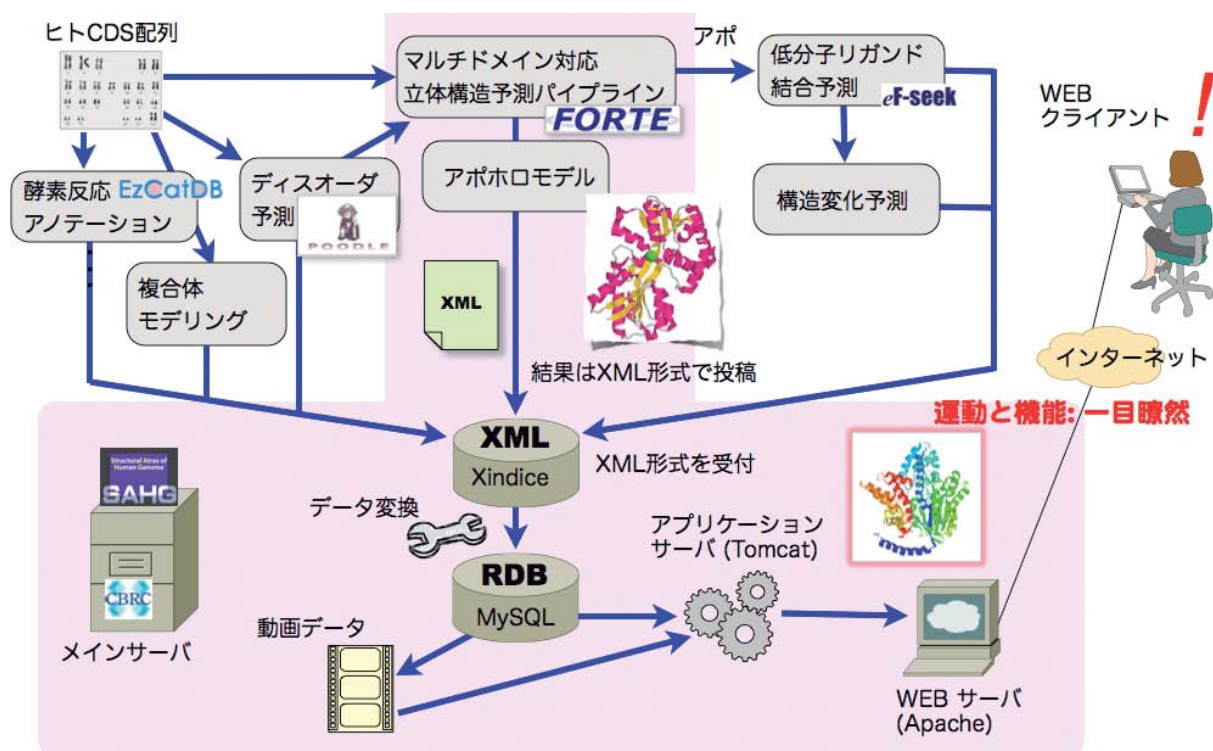 ヒトCDS配列
マルチドメイン対応
立体構造予測パイプライン
FORTE
アポ
低分子リガンド
結合予測
eF-seek
WEB
クライアント
!
酵素反応 EzCatDB
アノテーション
ディスオーダ
予測
POODLE
アポホロモデル
構造変化予測
複合体
モデリング
XML
結果はXML形式で投稿
インターネット
運動と機能: 一目瞭然
XML
Xindice
XML形式を受付
Structural Atlas of
Human Genome
SAHG
CBRC
メインサーバ
データ変換
RDB
MySQL
アプリケーション
サーバ (Tomcat)
動画データ
WEB サーバ
(Apache)